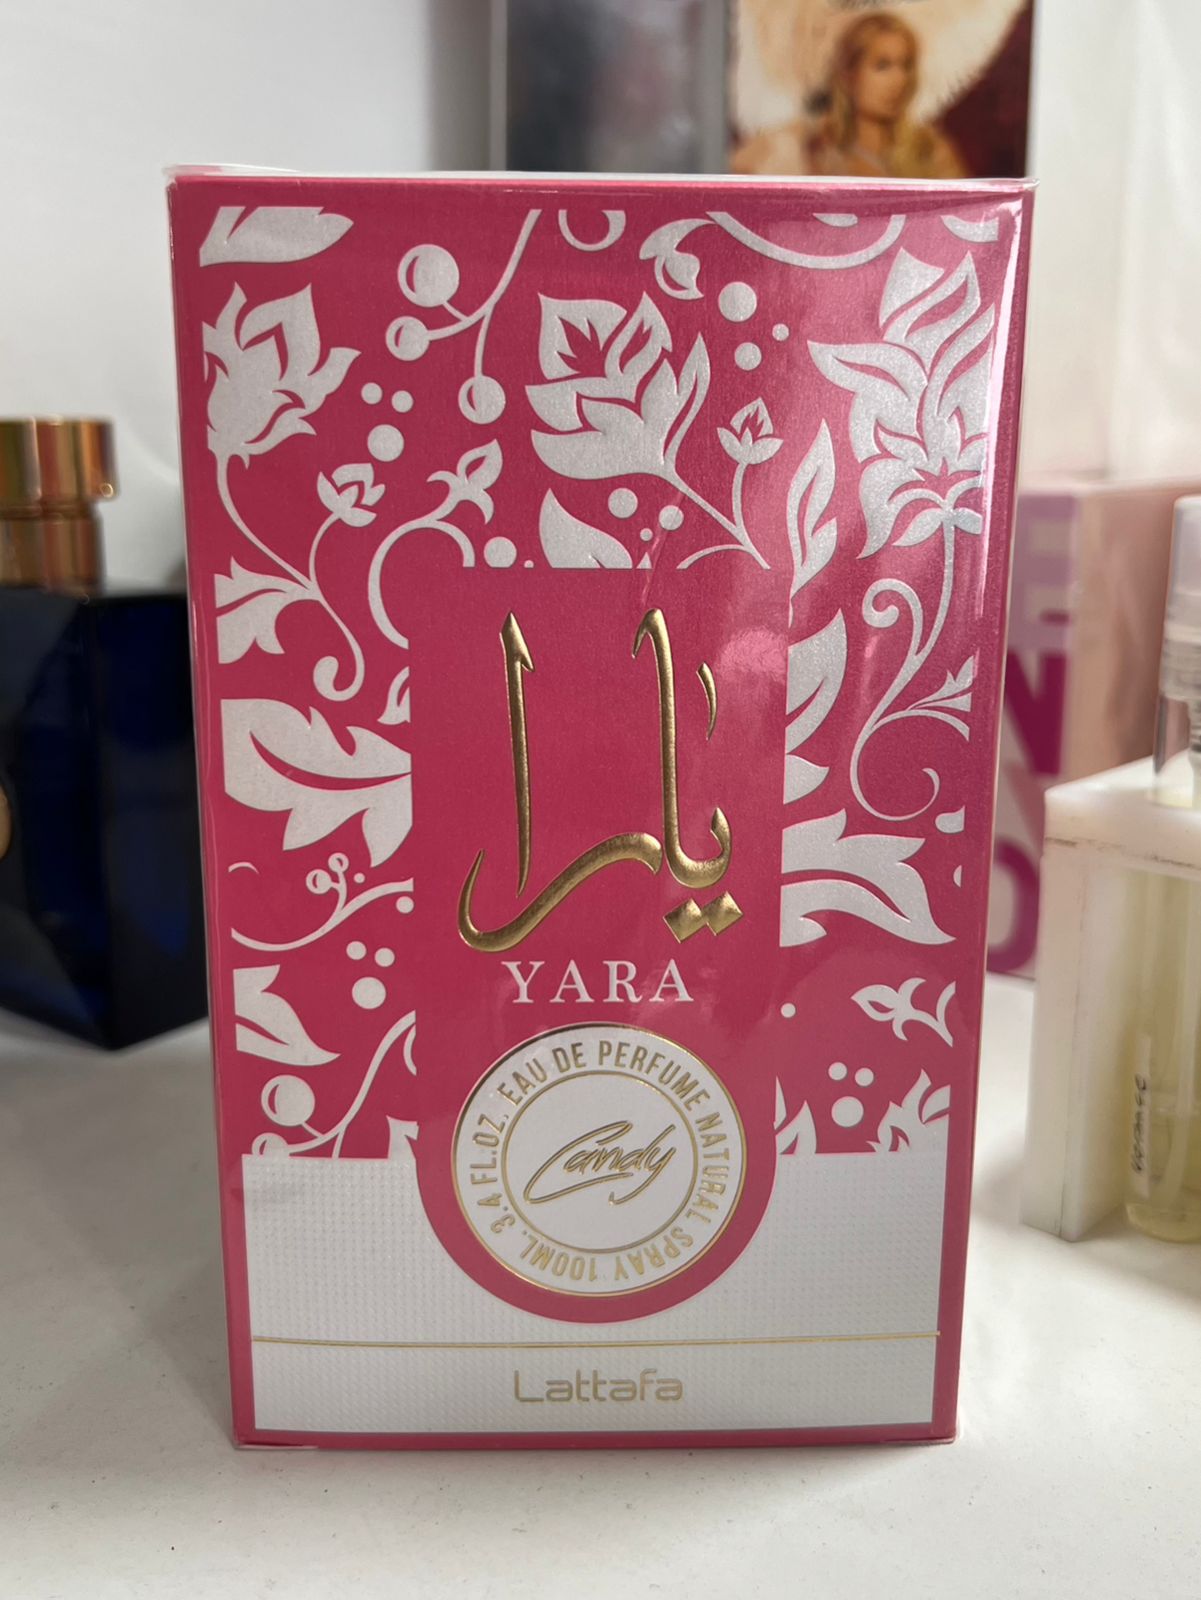 يارا
YARA
EAU DE PERFUME NATURAL SPRAY 100ML. 3.4 FL.OZ.
Candy
Lattafa